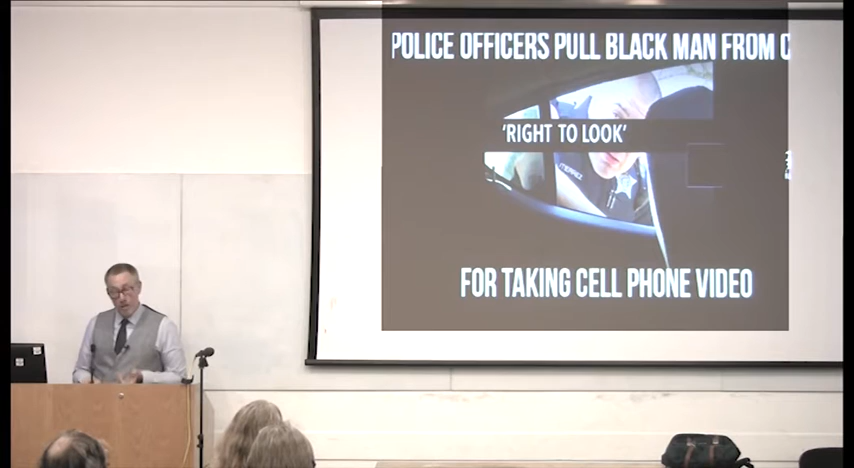 POLICE OFFICERS PULL BLACK MAN FROM C
'RIGHT TO LOOK'
FOR TAKING CELL PHONE VIDEO